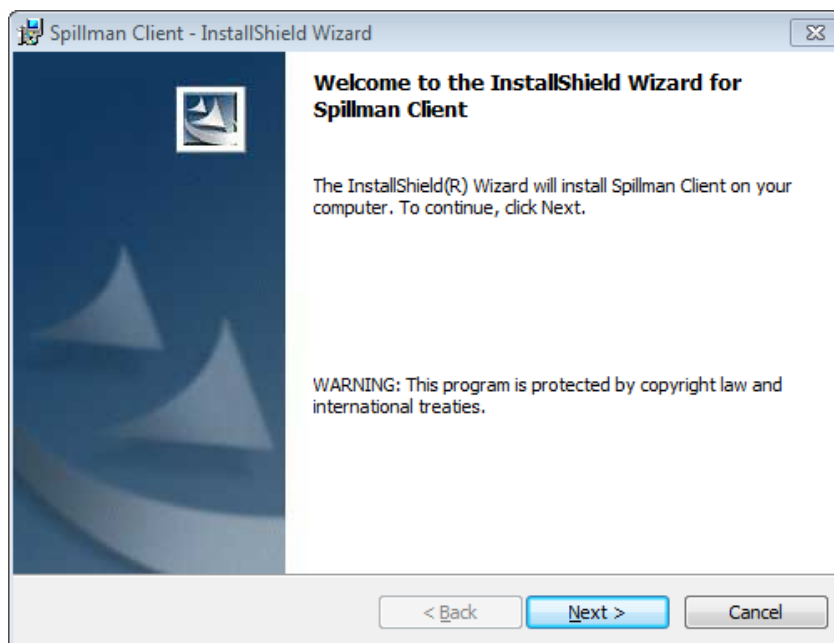 Spillman Client - InstallShield Wizard
Welcome to the InstallShield Wizard for
Spillman Client
The InstallShield(R) Wizard will install Spillman Client on your
computer. To continue, click Next.
WARNING: This program is protected by copyright law and
international treaties.
< Back
Next >
Cancel